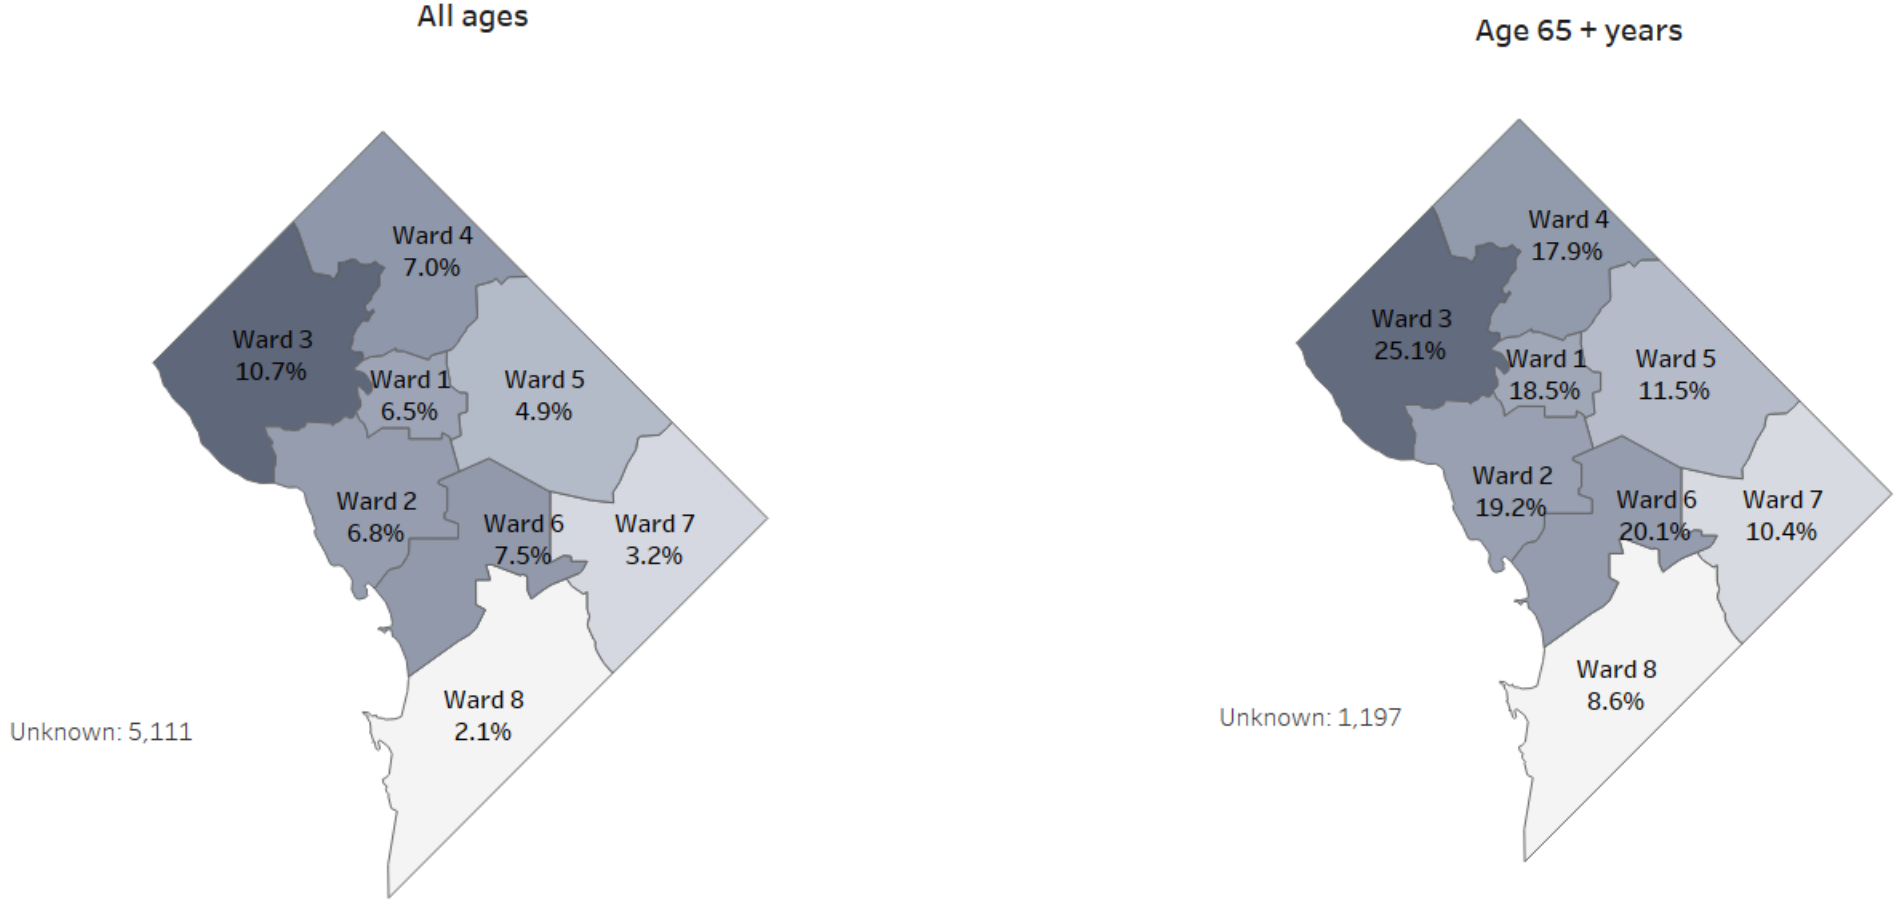 All ages
Ward 4
7.0%
Ward 3
10.7%
Ward 1
6.5%
Ward 5
4.9%
Ward 2
6.8%
Ward 6
7.5%
Ward 7
3.2%
Ward 8
2.1%
Unknown: 5,111
Age 65 + years
Ward 4
17.9%
Ward 3
25.1%
Ward 1
18.5%
Ward 5
11.5%
Ward 2
19.2%
Ward 6
20.1%
Ward 7
10.4%
Ward 8
8.6%
Unknown: 1,197